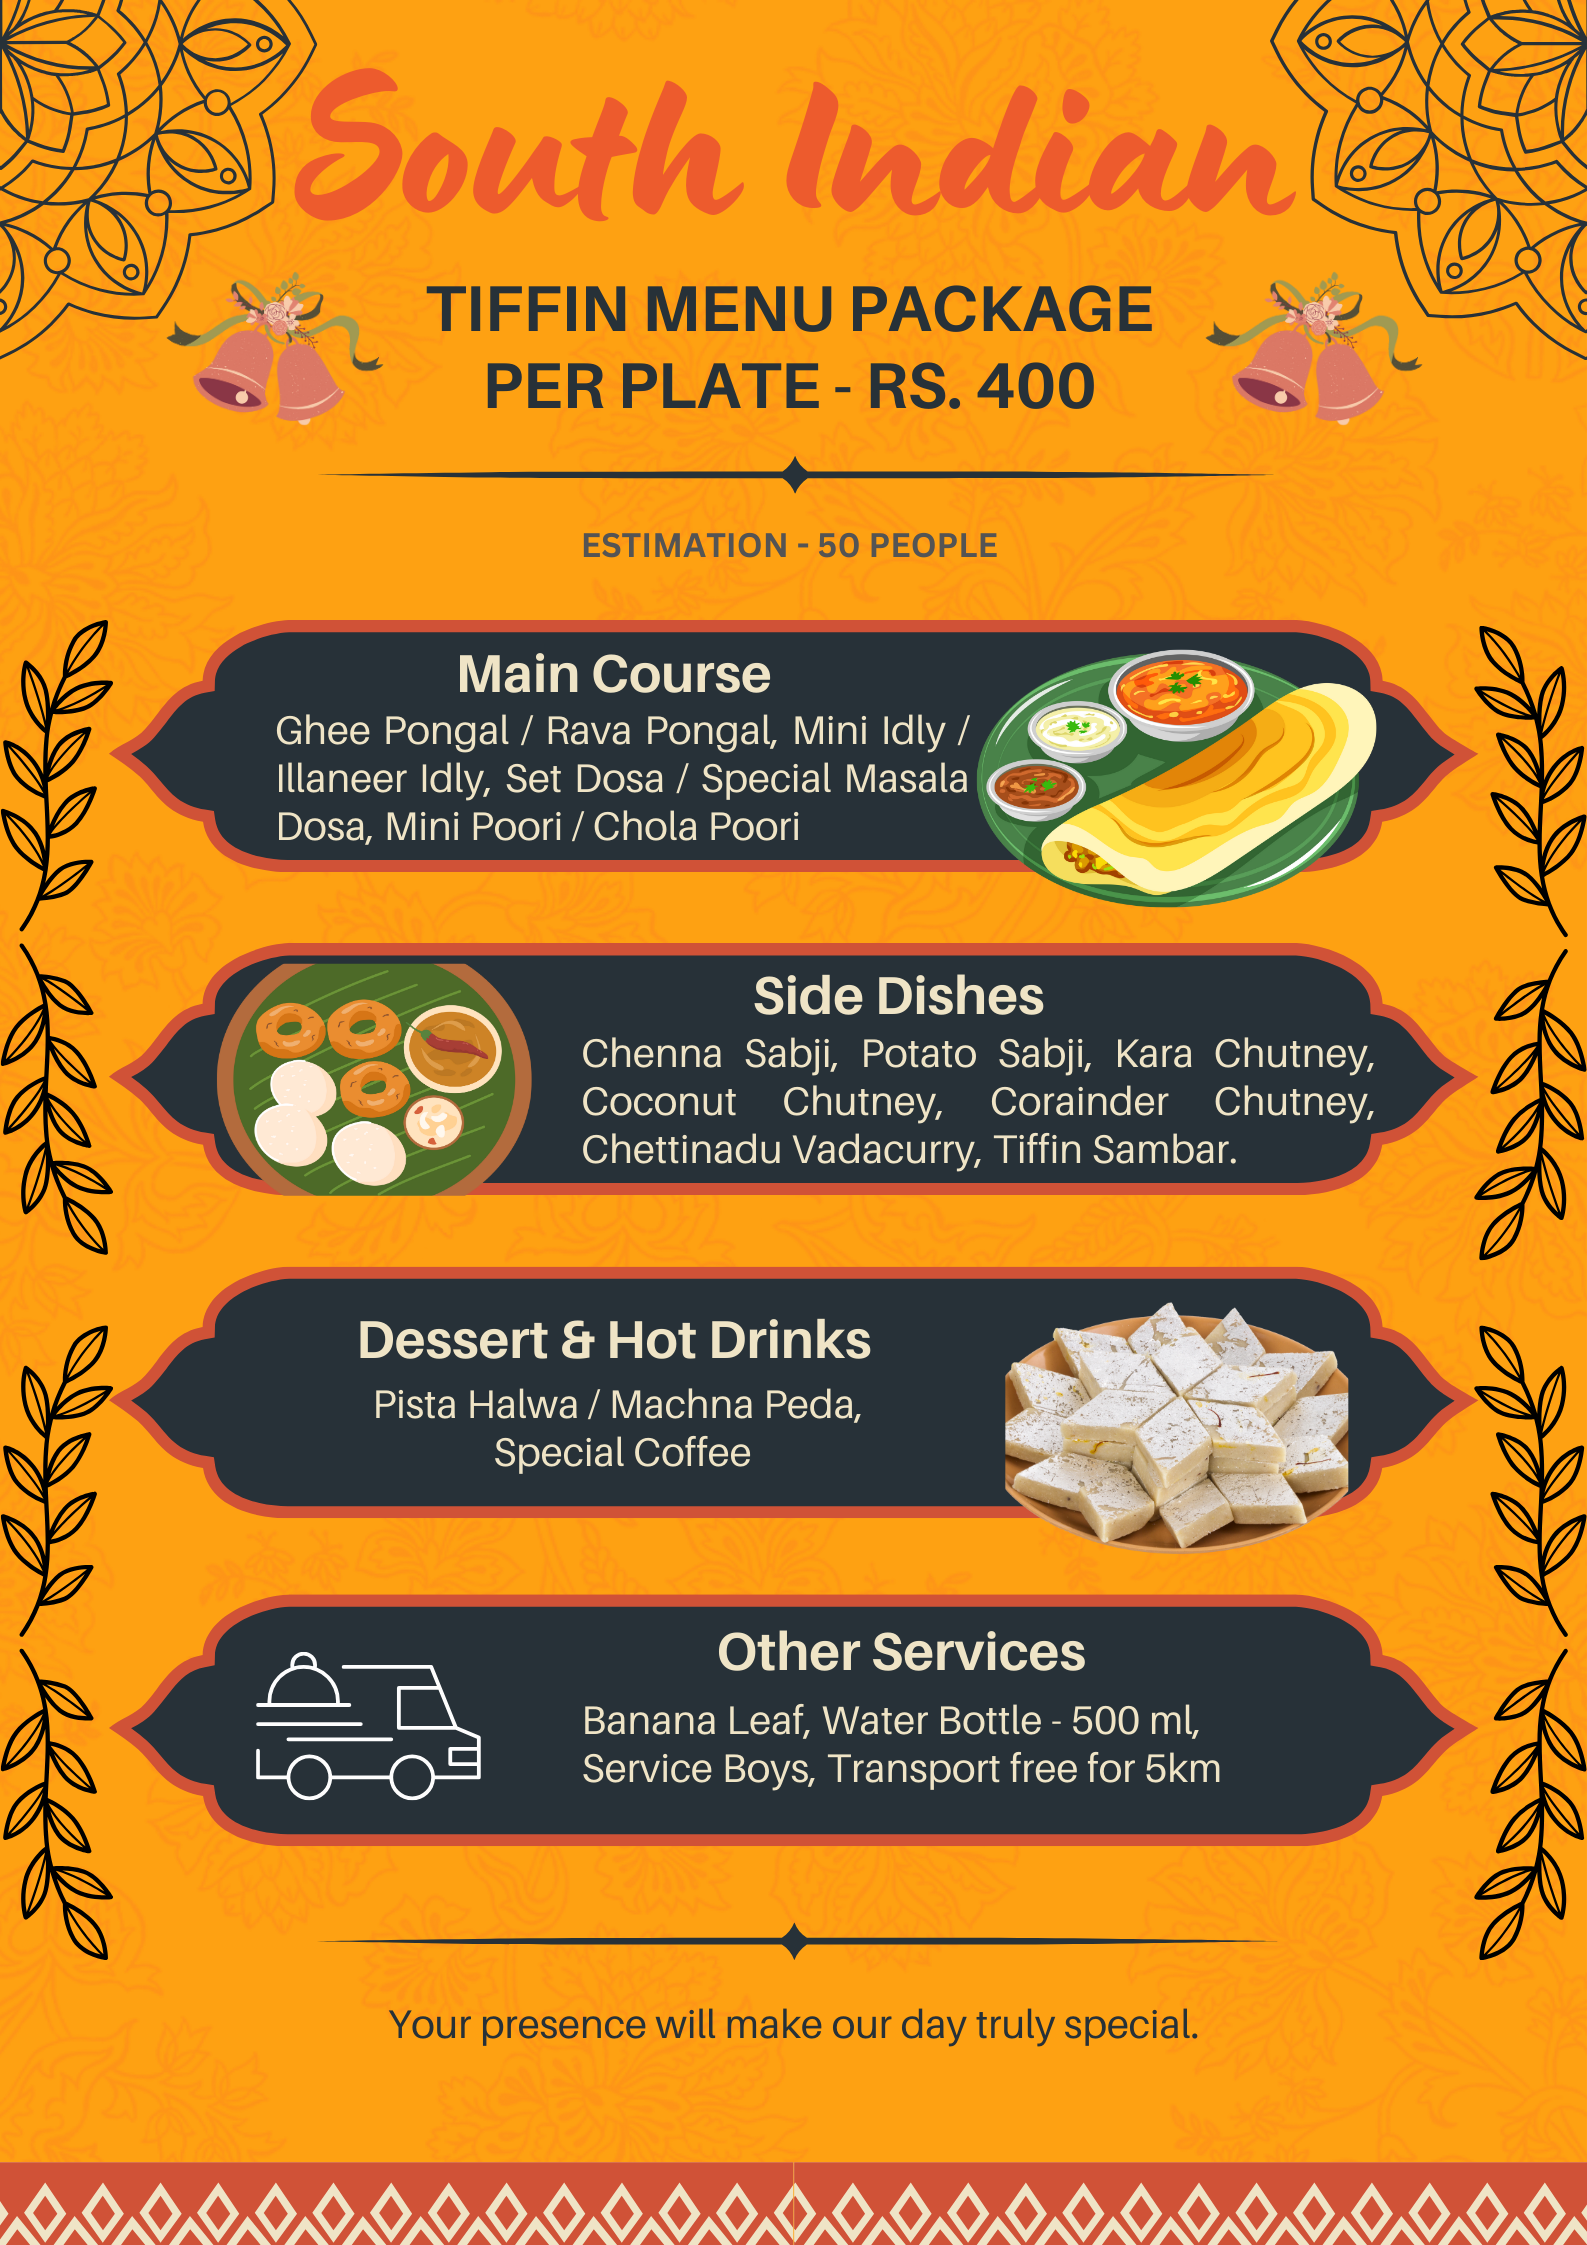 South Indian
TIFFIN MENU PACKAGE
PER PLATE - RS. 400
ESTIMATION - 50 PEOPLE
Main Course
Ghee Pongal / Rava Pongal, Mini Idly /
Illaneer Idly, Set Dosa / Special Masala
Dosa, Mini Poori / Chola Poori
Side Dishes
Chenna Sabji, Potato Sabji, Kara Chutney,
Coconut Chutney, Corainder Chutney,
Chettinadu Vadacurry, Tiffin Sambar.
Dessert & Hot Drinks
Pista Halwa / Machna Peda,
Special Coffee
Other Services
Banana Leaf, Water Bottle - 500 ml,
Service Boys, Transport free for 5km
Your presence will make our day truly special.